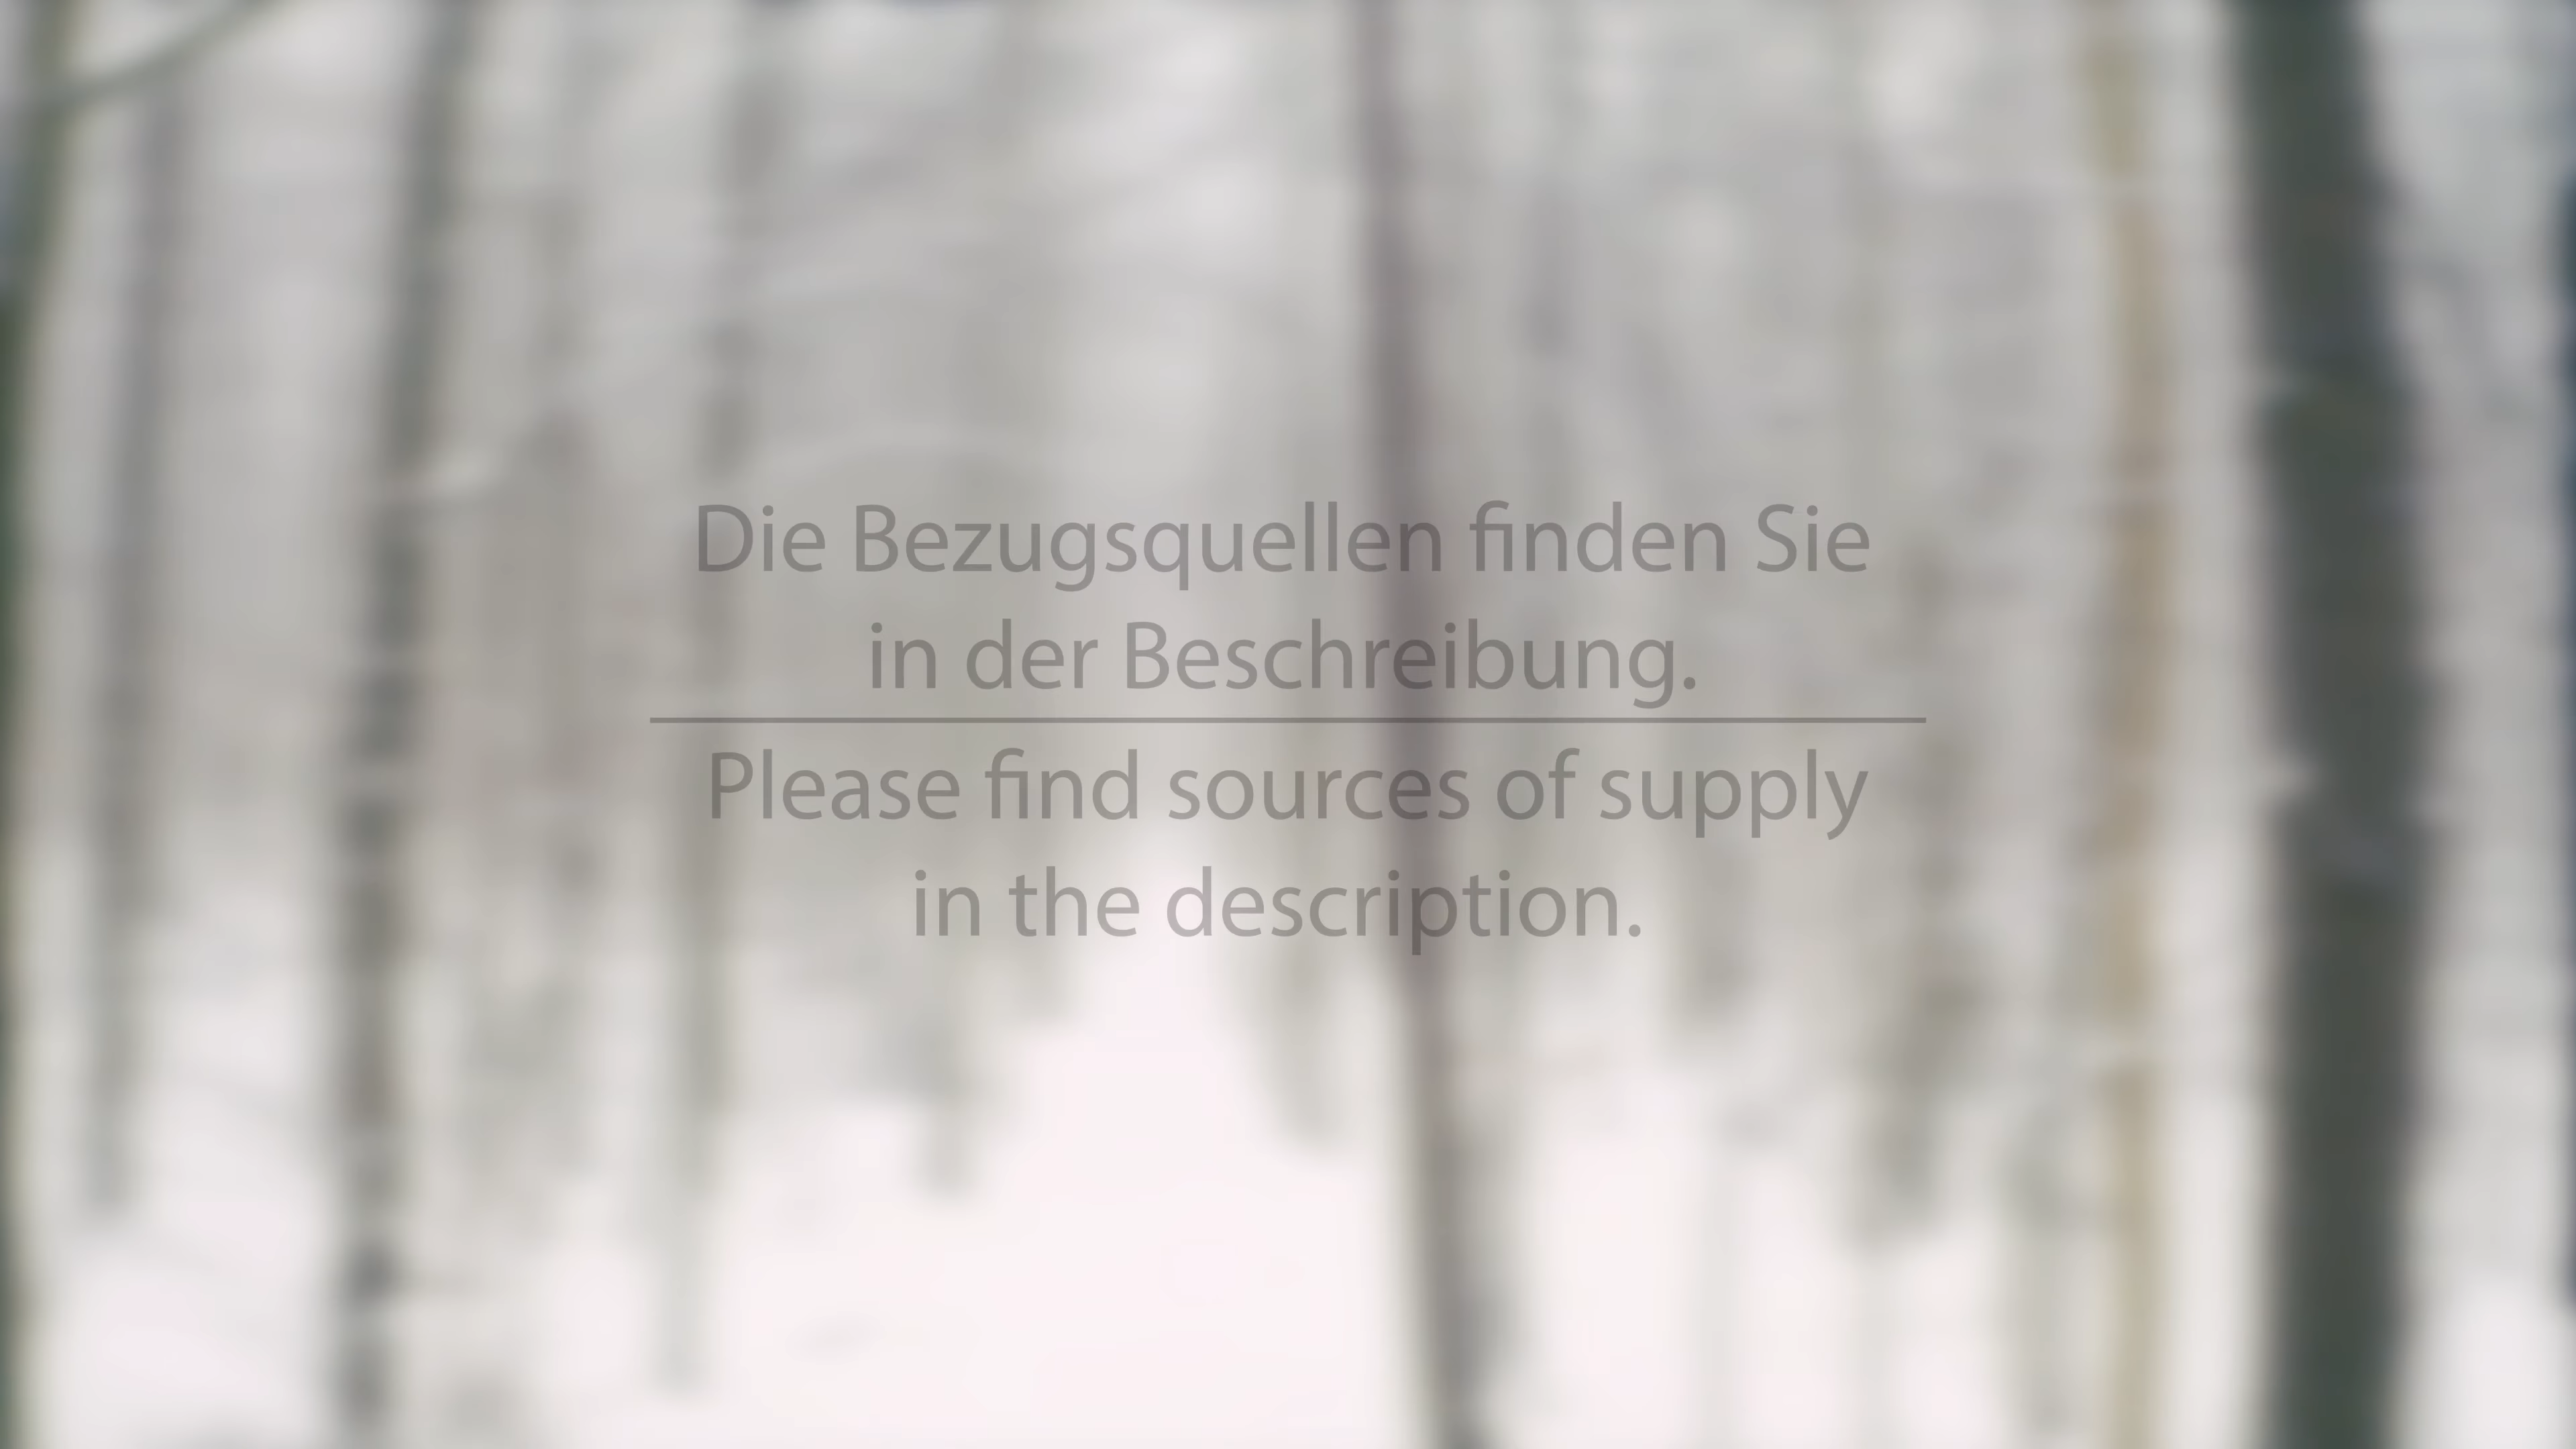 Die Bezugsquellen finden Sie
in der Beschreibung.
Please find sources of supply
in the description.